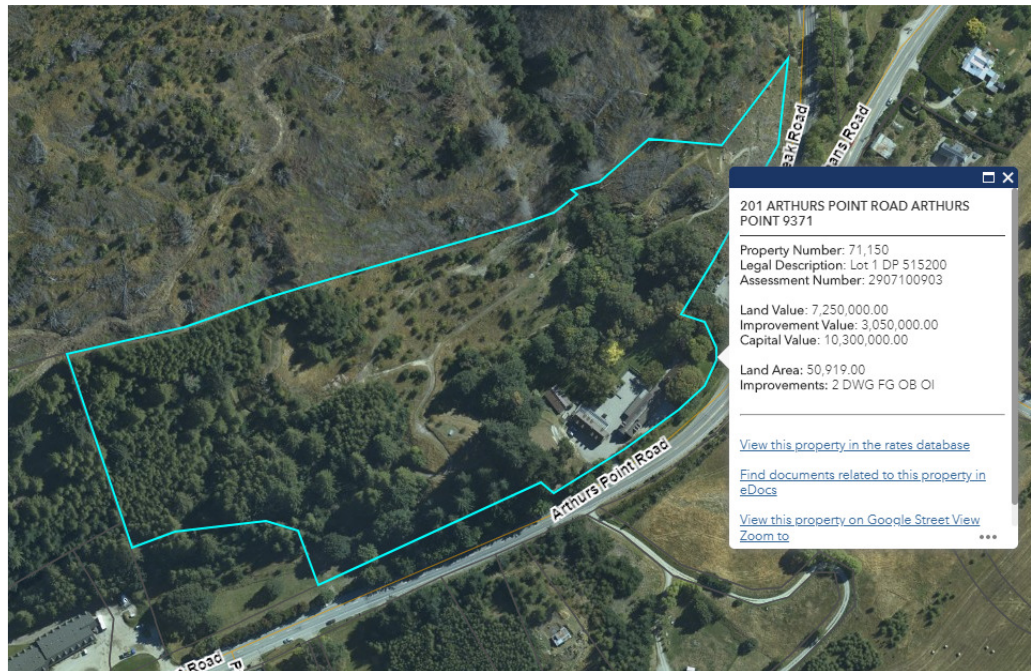 eak Road
ans Road
201 ARTHURS POINT ROAD ARTHURS
POINT 9371
Property Number: 71,150
Legal Description: Lot 1 DP 515200
Assessment Number: 2907100903
Land Value: 7,250,000.00
Improvement Value: 3,050,000.00
Capital Value: 10,300,000.00
Land Area: 50,919.00
Improvements: 2 DWG FG OB OI
View this property in the rates database
Find documents related to this property in
eDocs
View this property on Google Street View
Zoom to
Arthurs Point Road
Road